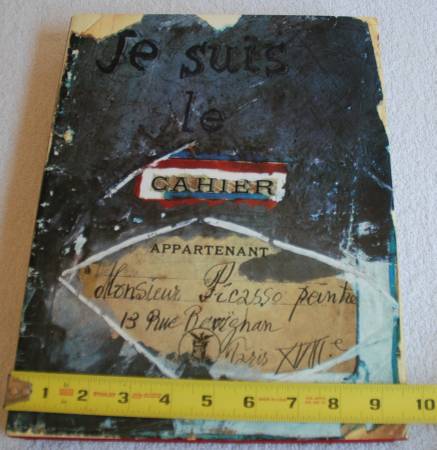 Je suis
le
CAHIER
APPARTENANT
Monsieur Picasso peintre
13 Rue Ravignan
Paris XVIIIe
1 2 3 4 5 6 7 8 9 10